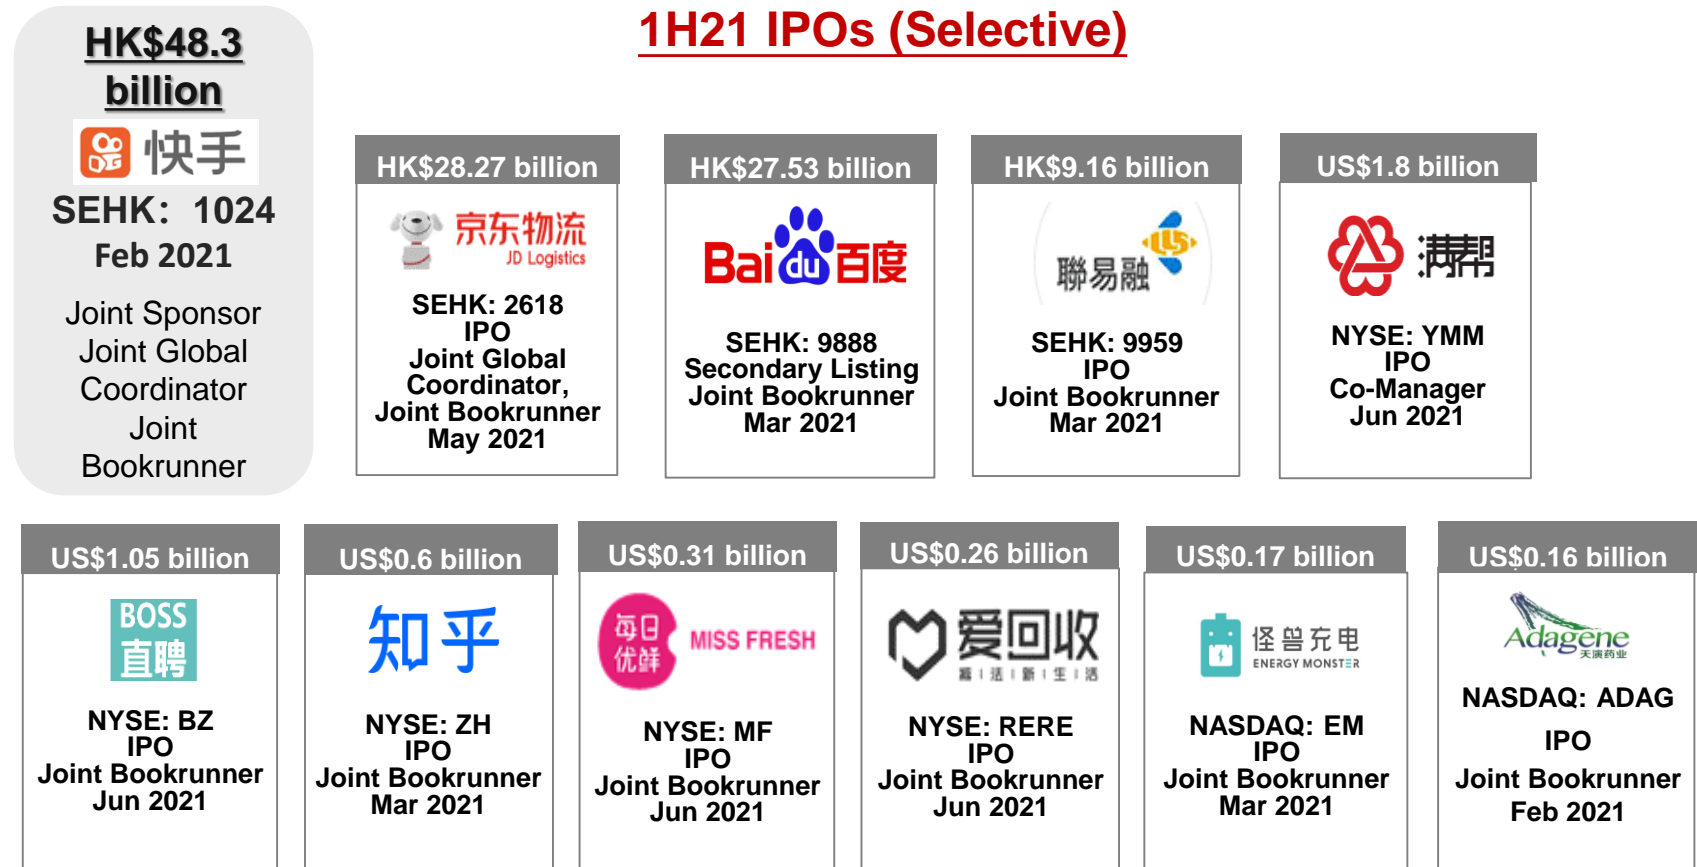 1H21 IPOs (Selective)
HK$48.3
billion
快手
SEHK: 1024
Feb 2021
Joint Sponsor
Joint Global
Coordinator
Joint
Bookrunner
HK$28.27 billion
京东物流
JD Logistics
SEHK: 2618
IPO
Joint Global
Coordinator,
Joint Bookrunner
May 2021
HK$27.53 billion
Bai du 百度
SEHK: 9888
Secondary Listing
Joint Bookrunner
Mar 2021
HK$9.16 billion
LLS
聯易融
SEHK: 9959
IPO
Joint Bookrunner
Mar 2021
US$1.8 billion
满帮
NYSE: YMM
IPO
Co-Manager
Jun 2021
US$1.05 billion
BOSS
直聘
NYSE: BZ
IPO
Joint Bookrunner
Jun 2021
US$0.6 billion
知乎
NYSE: ZH
IPO
Joint Bookrunner
Mar 2021
US$0.31 billion
每日
优鲜
MISS FRESH
NYSE: MF
IPO
Joint Bookrunner
Jun 2021
US$0.26 billion
爱回收
NYSE: RERE
IPO
Joint Bookrunner
Jun 2021
US$0.17 billion
怪兽充电
ENERGY MONSTER
NASDAQ: EM
IPO
Joint Bookrunner
Mar 2021
US$0.16 billion
Adagene
天演药业
NASDAQ: ADAG
IPO
Joint Bookrunner
Feb 2021